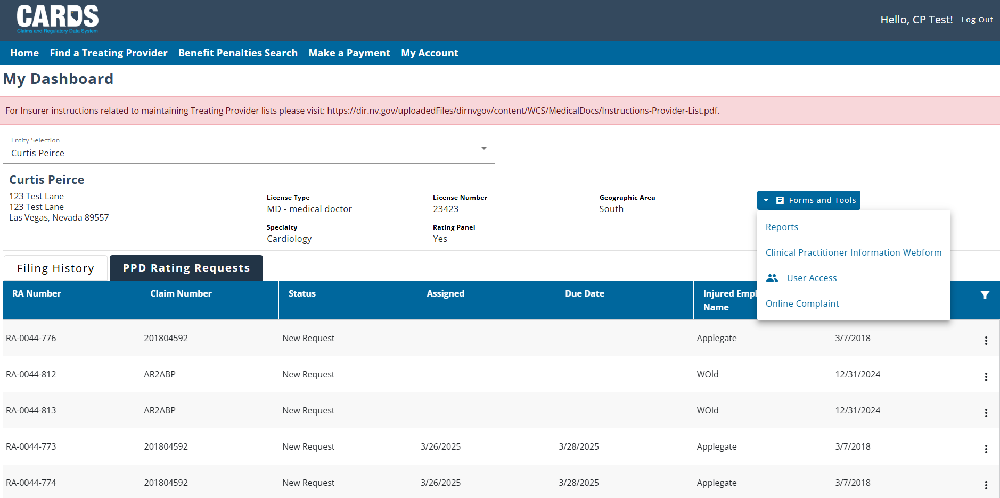 CARDS
Claims and Regulatory Data System
Hello, CP Test! Log Out
Home Find a Treating Provider Benefit Penalties Search Make a Payment My Account
My Dashboard
For Insurer instructions related to maintaining Treating Provider lists please visit: https://dir.nv.gov/uploadedFiles/dirnvgov/content/WCS/MedicalDocs/Instructions-Provider-List.pdf.
Entity Selection
Curtis Peirce
Curtis Peirce
123 Test Lane
123 Test Lane
Las Vegas, Nevada 89557
License Type
MD - medical doctor
License Number
23423
Geographic Area
South
Specialty
Cardiology
Rating Panel
Yes
Forms and Tools
Reports
Clinical Practitioner Information Webform
User Access
Online Complaint
Filing History PPD Rating Requests
RA Number Claim Number Status Assigned Due Date Injured Empl
Name
RA-0044-776 201804592 New Request Applegate 3/7/2018
RA-0044-812 AR2ABP New Request WOld 12/31/2024
RA-0044-813 AR2ABP New Request WOld 12/31/2024
RA-0044-773 201804592 New Request 3/26/2025 3/28/2025 Applegate 3/7/2018
RA-0044-774 201804592 New Request 3/26/2025 3/28/2025 Applegate 3/7/2018